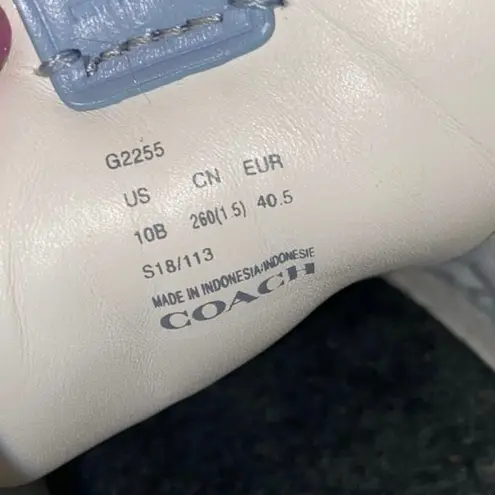 G2255
US CN EUR
10B 260(1.5) 40.5
S18/113
MADE IN INDONESIA/INDONESIE
COACH